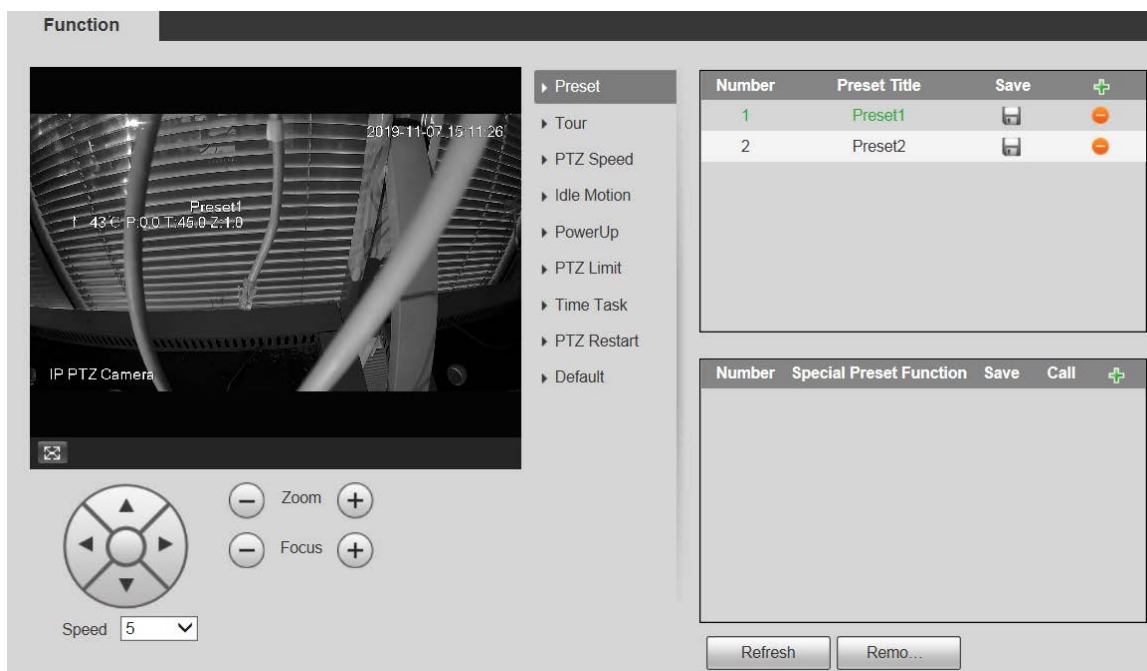 Function
2019-11-07 15:11:26
Preset1
43 C P:0.0 T:45.0 Z:1.0
IP PTZ Camera
Zoom
Focus
Speed 5
Preset
Tour
PTZ Speed
Idle Motion
PowerUp
PTZ Limit
Time Task
PTZ Restart
Default
Number Preset Title Save
1 Preset1
2 Preset2
Number Special Preset Function Save Call
Refresh Remo...